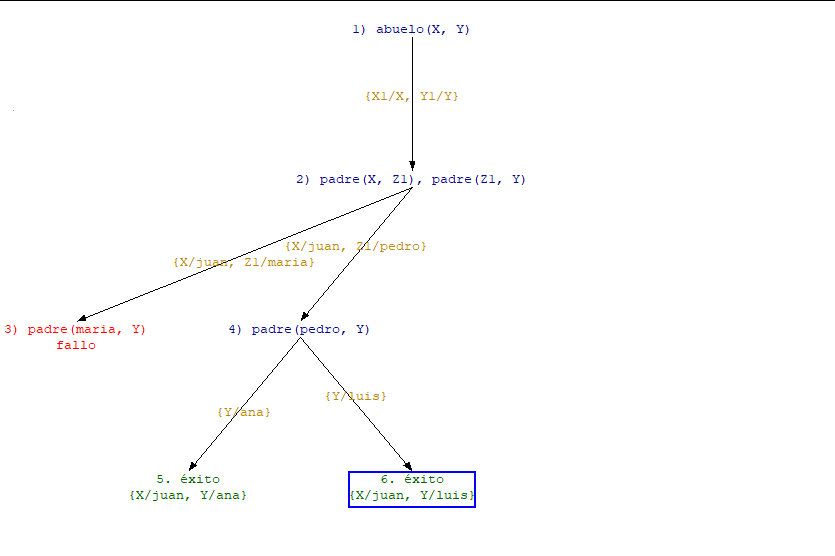 1) abuelo(X, Y)
{X1/X, Y1/Y}
2) padre(X, Z1), padre(Z1, Y)
{X/juan, Z1/pedro}
{X/juan, Z1/maria}
3) padre(maria, Y)
fallo
4) padre(pedro, Y)
{Y/luis}
{Y/ana}
5. éxito
{X/juan, Y/ana}
6. éxito
{X/juan, Y/luis}